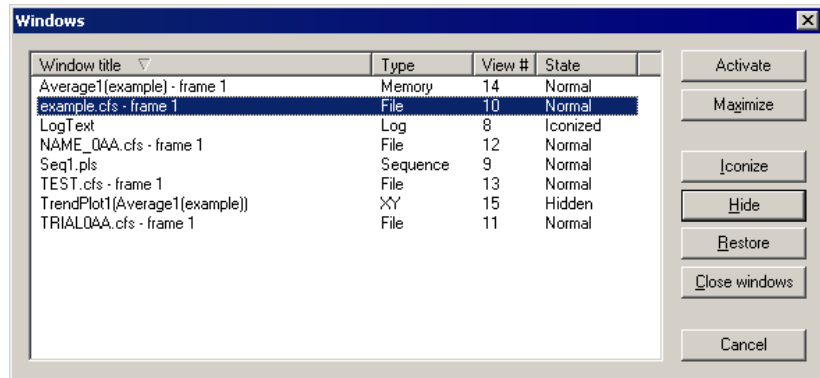 Windows
Window title Type View # State
Average1(example) - frame 1 Memory 14 Normal
example.cfs - frame 1 File 10 Normal
LogText Log 8 Iconized
NAME_0AA.cfs - frame 1 File 12 Normal
Seq1.pls Sequence 9 Normal
TEST.cfs - frame 1 File 13 Normal
TrendPlot1(Average1(example)) XY 15 Hidden
TRIAL0AA.cfs - frame 1 File 11 Normal
Activate
Maximize
Iconize
Hide
Restore
Close windows
Cancel